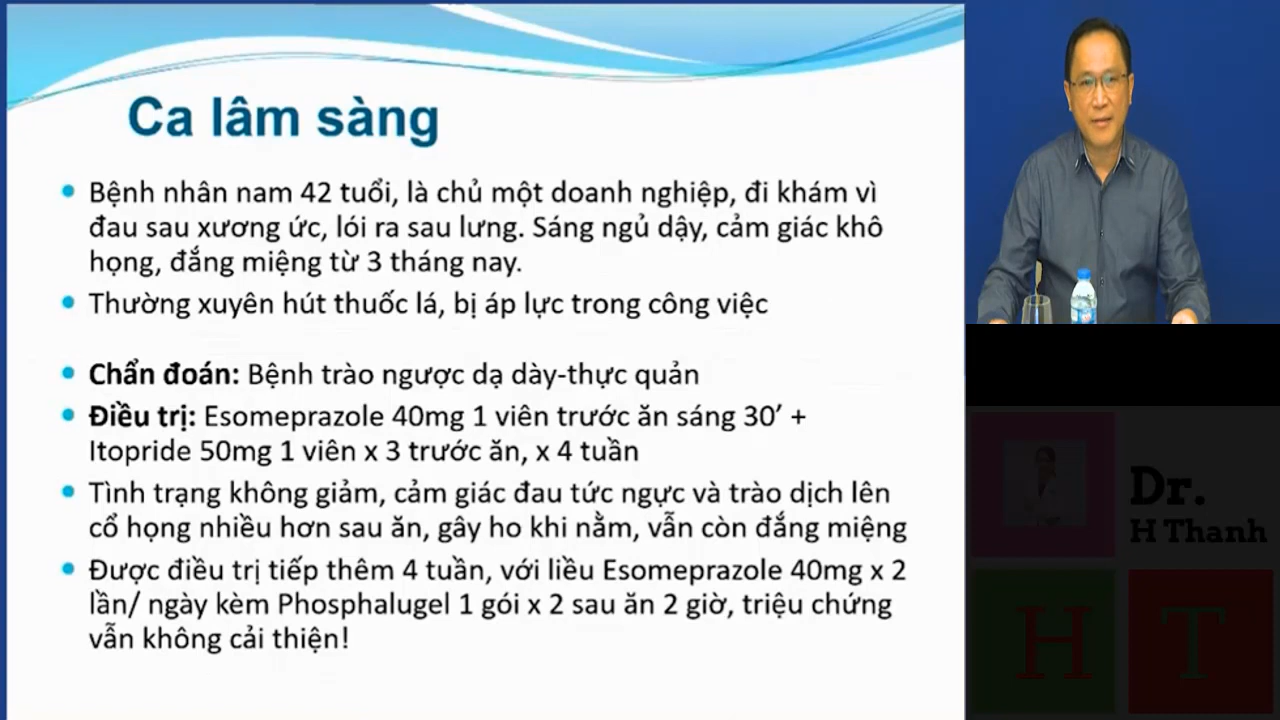 Ca lâm sàng
Bệnh nhân nam 42 tuổi, là chủ một doanh nghiệp, đi khám vì
đau sau xương ức, lói ra sau lưng. Sáng ngủ dậy, cảm giác khô
họng, đắng miệng từ 3 tháng nay.
Thường xuyên hút thuốc lá, bị áp lực trong công việc
Chẩn đoán: Bệnh trào ngược dạ dày-thực quản
Điều trị: Esomeprazole 40mg 1 viên trước ăn sáng 30’ +
Itopride 50mg 1 viên x 3 trước ăn, x 4 tuần
Tình trạng không giảm, cảm giác đau tức ngực và trào dịch lên
cổ họng nhiều hơn sau ăn, gây ho khi nằm, vẫn còn đắng miệng
Được điều trị tiếp thêm 4 tuần, với liều Esomeprazole 40mg x 2
lần/ ngày kèm Phosphalugel 1 gói x 2 sau ăn 2 giờ, triệu chứng
vẫn không cải thiện!
Dr.
H Thanh
H T